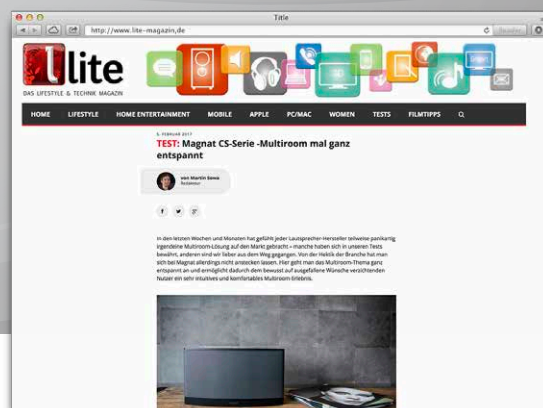 Title
http://www.lite-magazin.de
Reader
lite
DAS LIFESTYLE & TECHNIK MAGAZIN
HOME LIFESTYLE HOME ENTERTAINMENT MOBILE APPLE PC/MAC WOMEN TESTS FILMTIPPS
5. FEBRUAR 2017
TEST: Magnat CS-Serie -Multiroom mal ganz
entspannt
von Martin Sowa
Redakteur
In den letzten Wochen und Monaten hat gefühlt jeder Lautsprecher-Hersteller teilweise panikartig
irgendeine Multiroom-Lösung auf den Markt gebracht – manche haben sich in unseren Tests
bewährt, anderen sind wir lieber aus dem Weg gegangen. Von der Hektik der Branche hat man
sich bei Magnat allerdings nicht anstecken lassen. Hier geht man das Multiroom-Thema ganz
entspannt an und ermöglicht dadurch dem bewusst auf ausgefallene Wünsche verzichtenden
Nutzer ein sehr intuitives und komfortables Multiroom-Erlebnis.